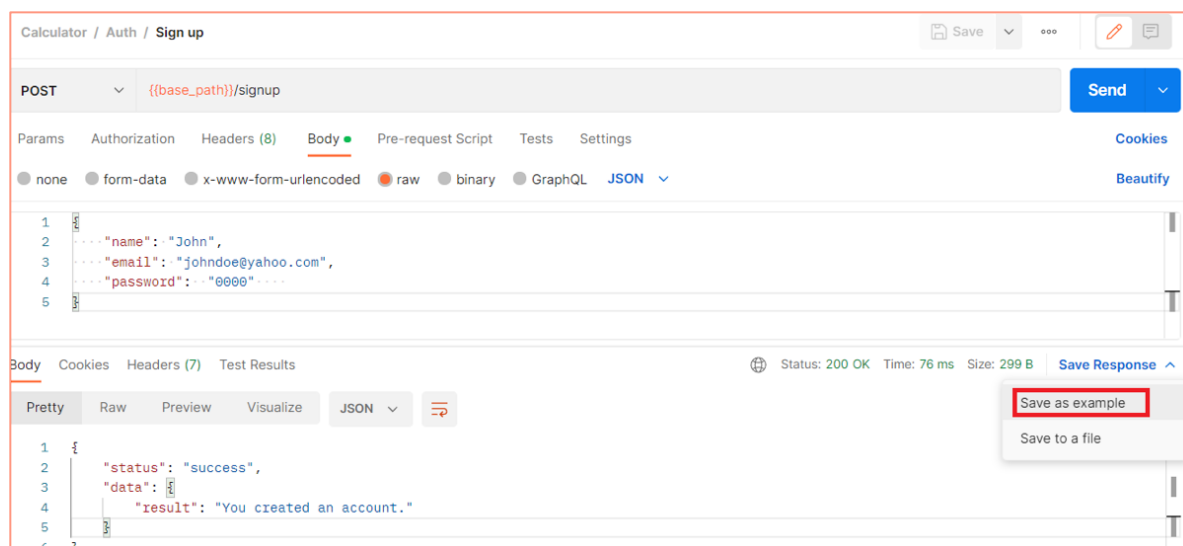 Calculator / Auth / Sign up
Save
POST
{{base_path}}/signup
Send
Params Authorization Headers (8) Body Pre-request Script Tests Settings Cookies
none form-data x-www-form-urlencoded raw binary GraphQL JSON Beautify
1 {
2 "name": "John",
3 "email": "johndoe@yahoo.com",
4 "password": "0000"
5 }
Body Cookies Headers (7) Test Results Status: 200 OK Time: 76 ms Size: 299 B Save Response
Pretty Raw Preview Visualize JSON
Save as example
Save to a file
1 {
2 "status": "success",
3 "data": {
4 "result": "You created an account."
5 }